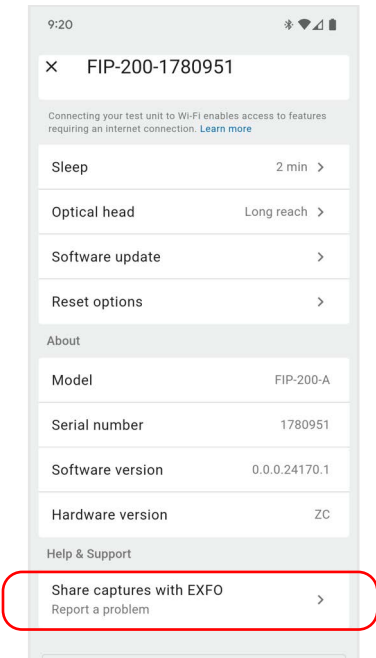 9:20
FIP-200-1780951
Connecting your test unit to Wi-Fi enables access to features
requiring an internet connection. Learn more
Sleep 2 min
Optical head Long reach
Software update
Reset options
About
Model FIP-200-A
Serial number 1780951
Software version 0.0.0.24170.1
Hardware version ZC
Help & Support
Share captures with EXFO
Report a problem